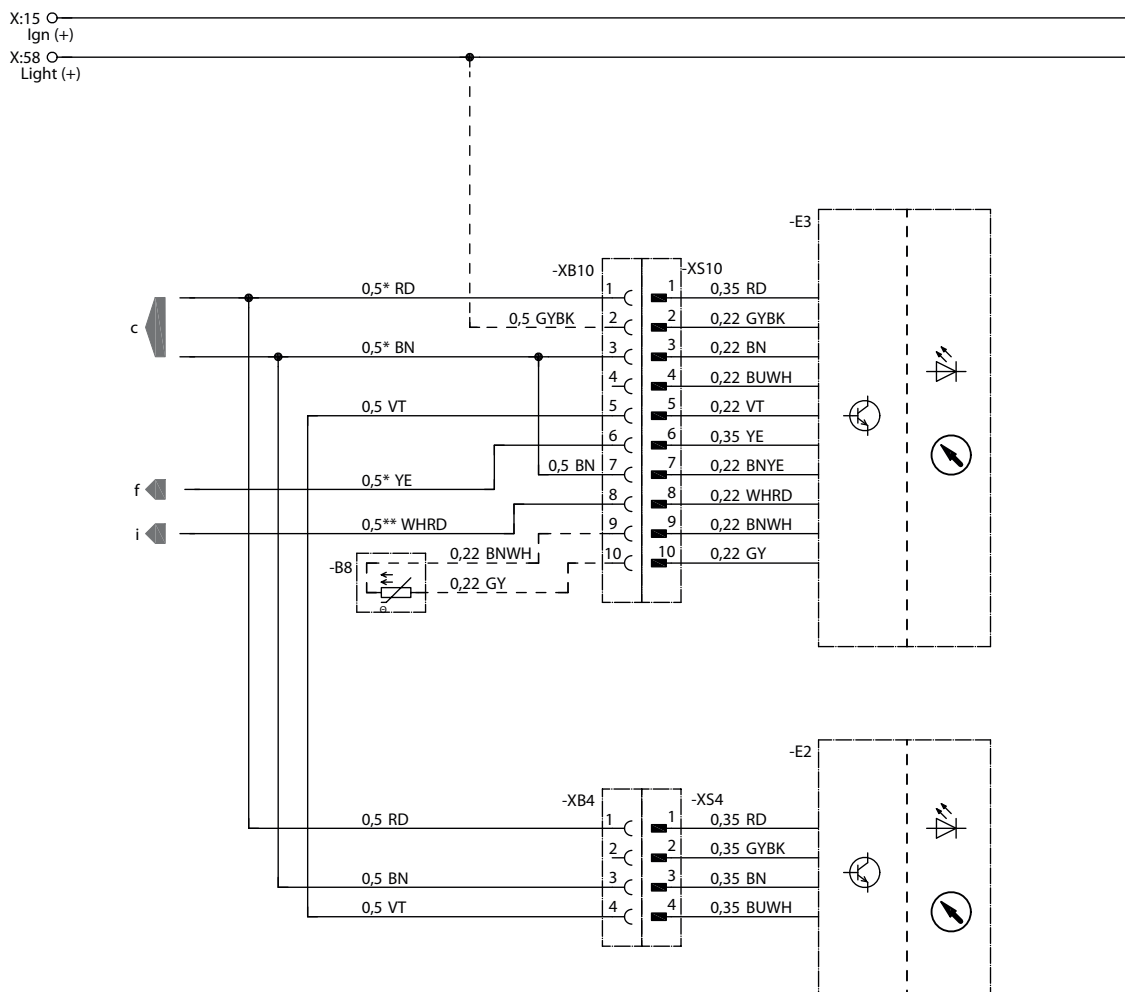 X:15
Ign (+)
X:58
Light (+)
-E3
-XB10
-XS10
1
1
0,5* RD
0,35 RD
c
2
2
0,5 GYBK
0,22 GYBK
3
3
0,5* BN
0,22 BN
4
4
0,22 BUWH
5
5
0,5 VT
0,22 VT
6
6
0,35 YE
7
7
0,5 BN
0,22 BNYE
f
0,5* YE
8
8
0,22 WHRD
i
0,5** WHRD
9
9
0,22 BNWH
-B8
0,22 BNWH
10
10
0,22 GY
0,22 GY
Θ
-E2
-XB4
-XS4
1
1
0,5 RD
0,35 RD
2
2
0,35 GYBK
3
3
0,5 BN
0,35 BN
4
4
0,5 VT
0,35 BUWH